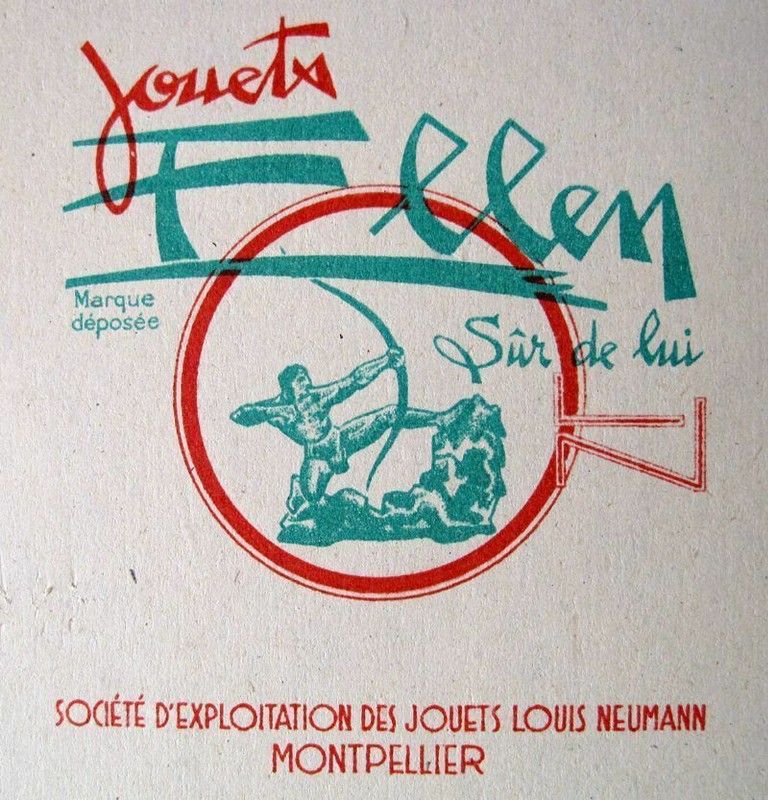 Jouets
Ellen
Marque
déposée
Sûr de lui
SOCIÉTÉ D'EXPLOITATION DES JOUETS LOUIS NEUMANN
MONTPELLIER